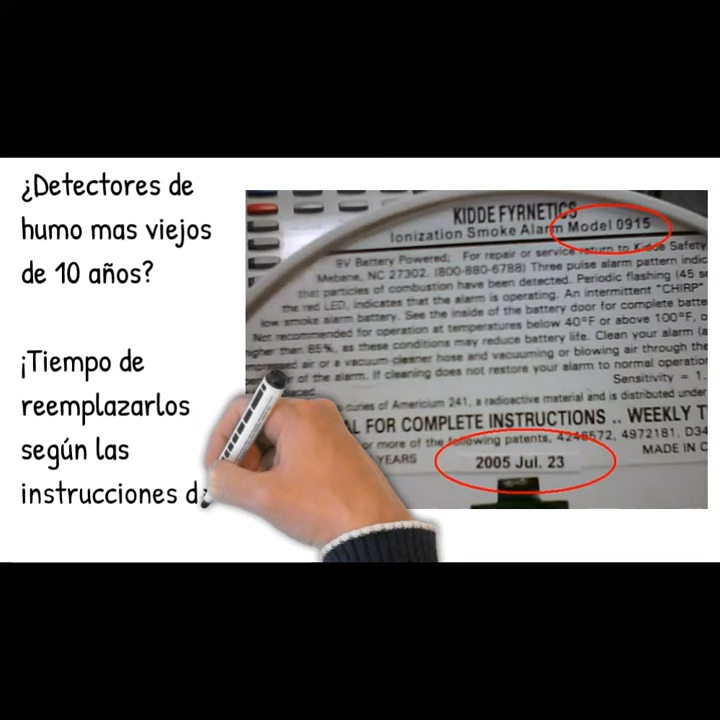 ¿Detectores de
humo mas viejos
de 10 años?
¡Tiempo de
reemplazarlos
según las
instrucciones d
KIDDE FYRNETICS
Ionization Smoke Alarm Model 0915
9V Battery Powered; For repair or service return to Kidde Safety
Mebane, NC 27302. (800-880-6788) Three pulse alarm pattern indic
that particles of combustion have been detected. Periodic flashing (45 s
the red LED, indicates that the alarm is operating. An intermittent "CHIRP"
low smoke alarm battery. See the inside of the battery door for complete batte
Not recommended for operation at temperatures below 40°F or above 100°F, o
higher than 85%, as these conditions may reduce battery life. Clean your alarm (a
air or a vacuum cleaner hose and vacuuming or blowing air through the
of the alarm. If cleaning does not restore your alarm to normal operation
Sensitivity = 1.
curies of Americium 241, a radioactive material and is distributed under
AL FOR COMPLETE INSTRUCTIONS .. WEEKLY T
or more of the following patents, 4246572, 4972181, D34
YEARS 2005 Jul. 23 MADE IN C